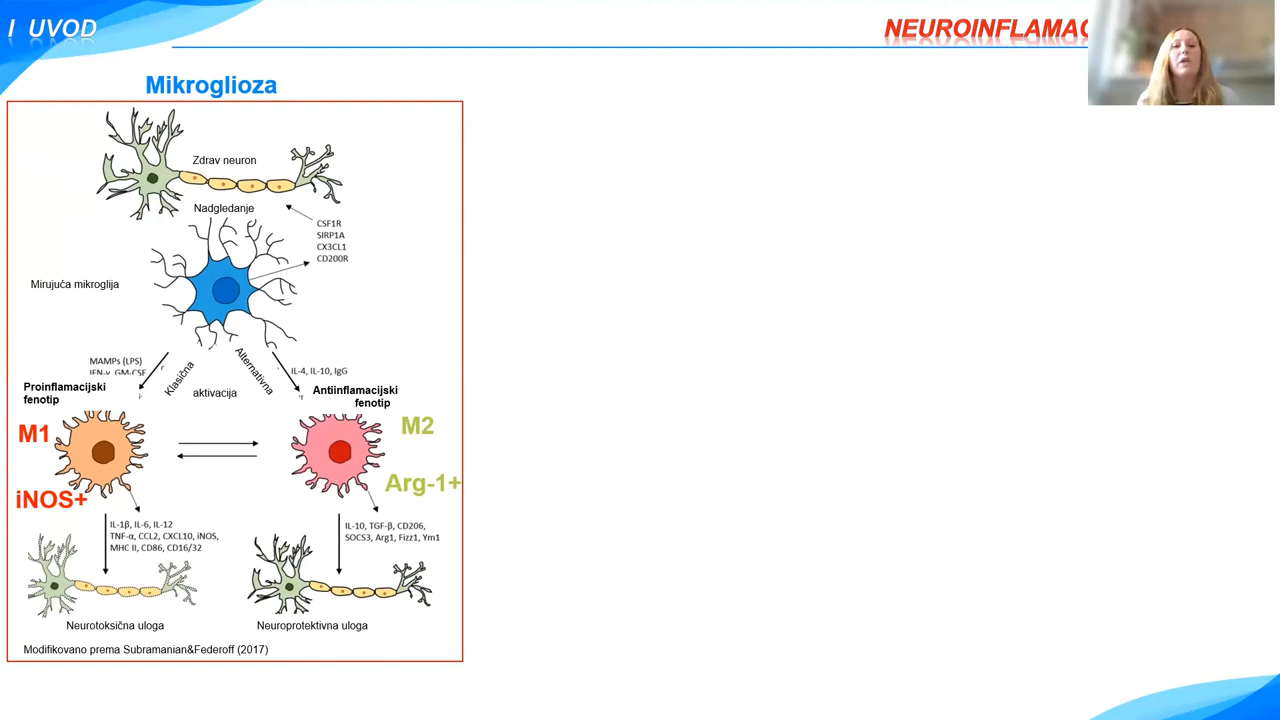 I UVOD
NEUROINFLAMAC
Mikroglioza
Zdrav neuron
Nadgledanje
CSF1R
SIRP1A
CX3CL1
CD200R
Mirujuća mikroglija
MAMPs (LPS)
IFN-γ, GM-CSF
Klasična
Alternativna
aktivacija
IL-4, IL-10, IgG
Proinflamacijski
fenotip
Antiinflamacijski
fenotip
M1
M2
iNOS+
Arg-1+
IL-1β, IL-6, IL-12
TNF-α, CCL2, CXCL10, iNOS,
MHC II, CD86, CD16/32
IL-10, TGF-β, CD206,
SOCS3, Arg1, Fizz1, Ym1
Neurotoksična uloga
Neuroprotektivna uloga
Modifikovano prema Subramanian&Federoff (2017)